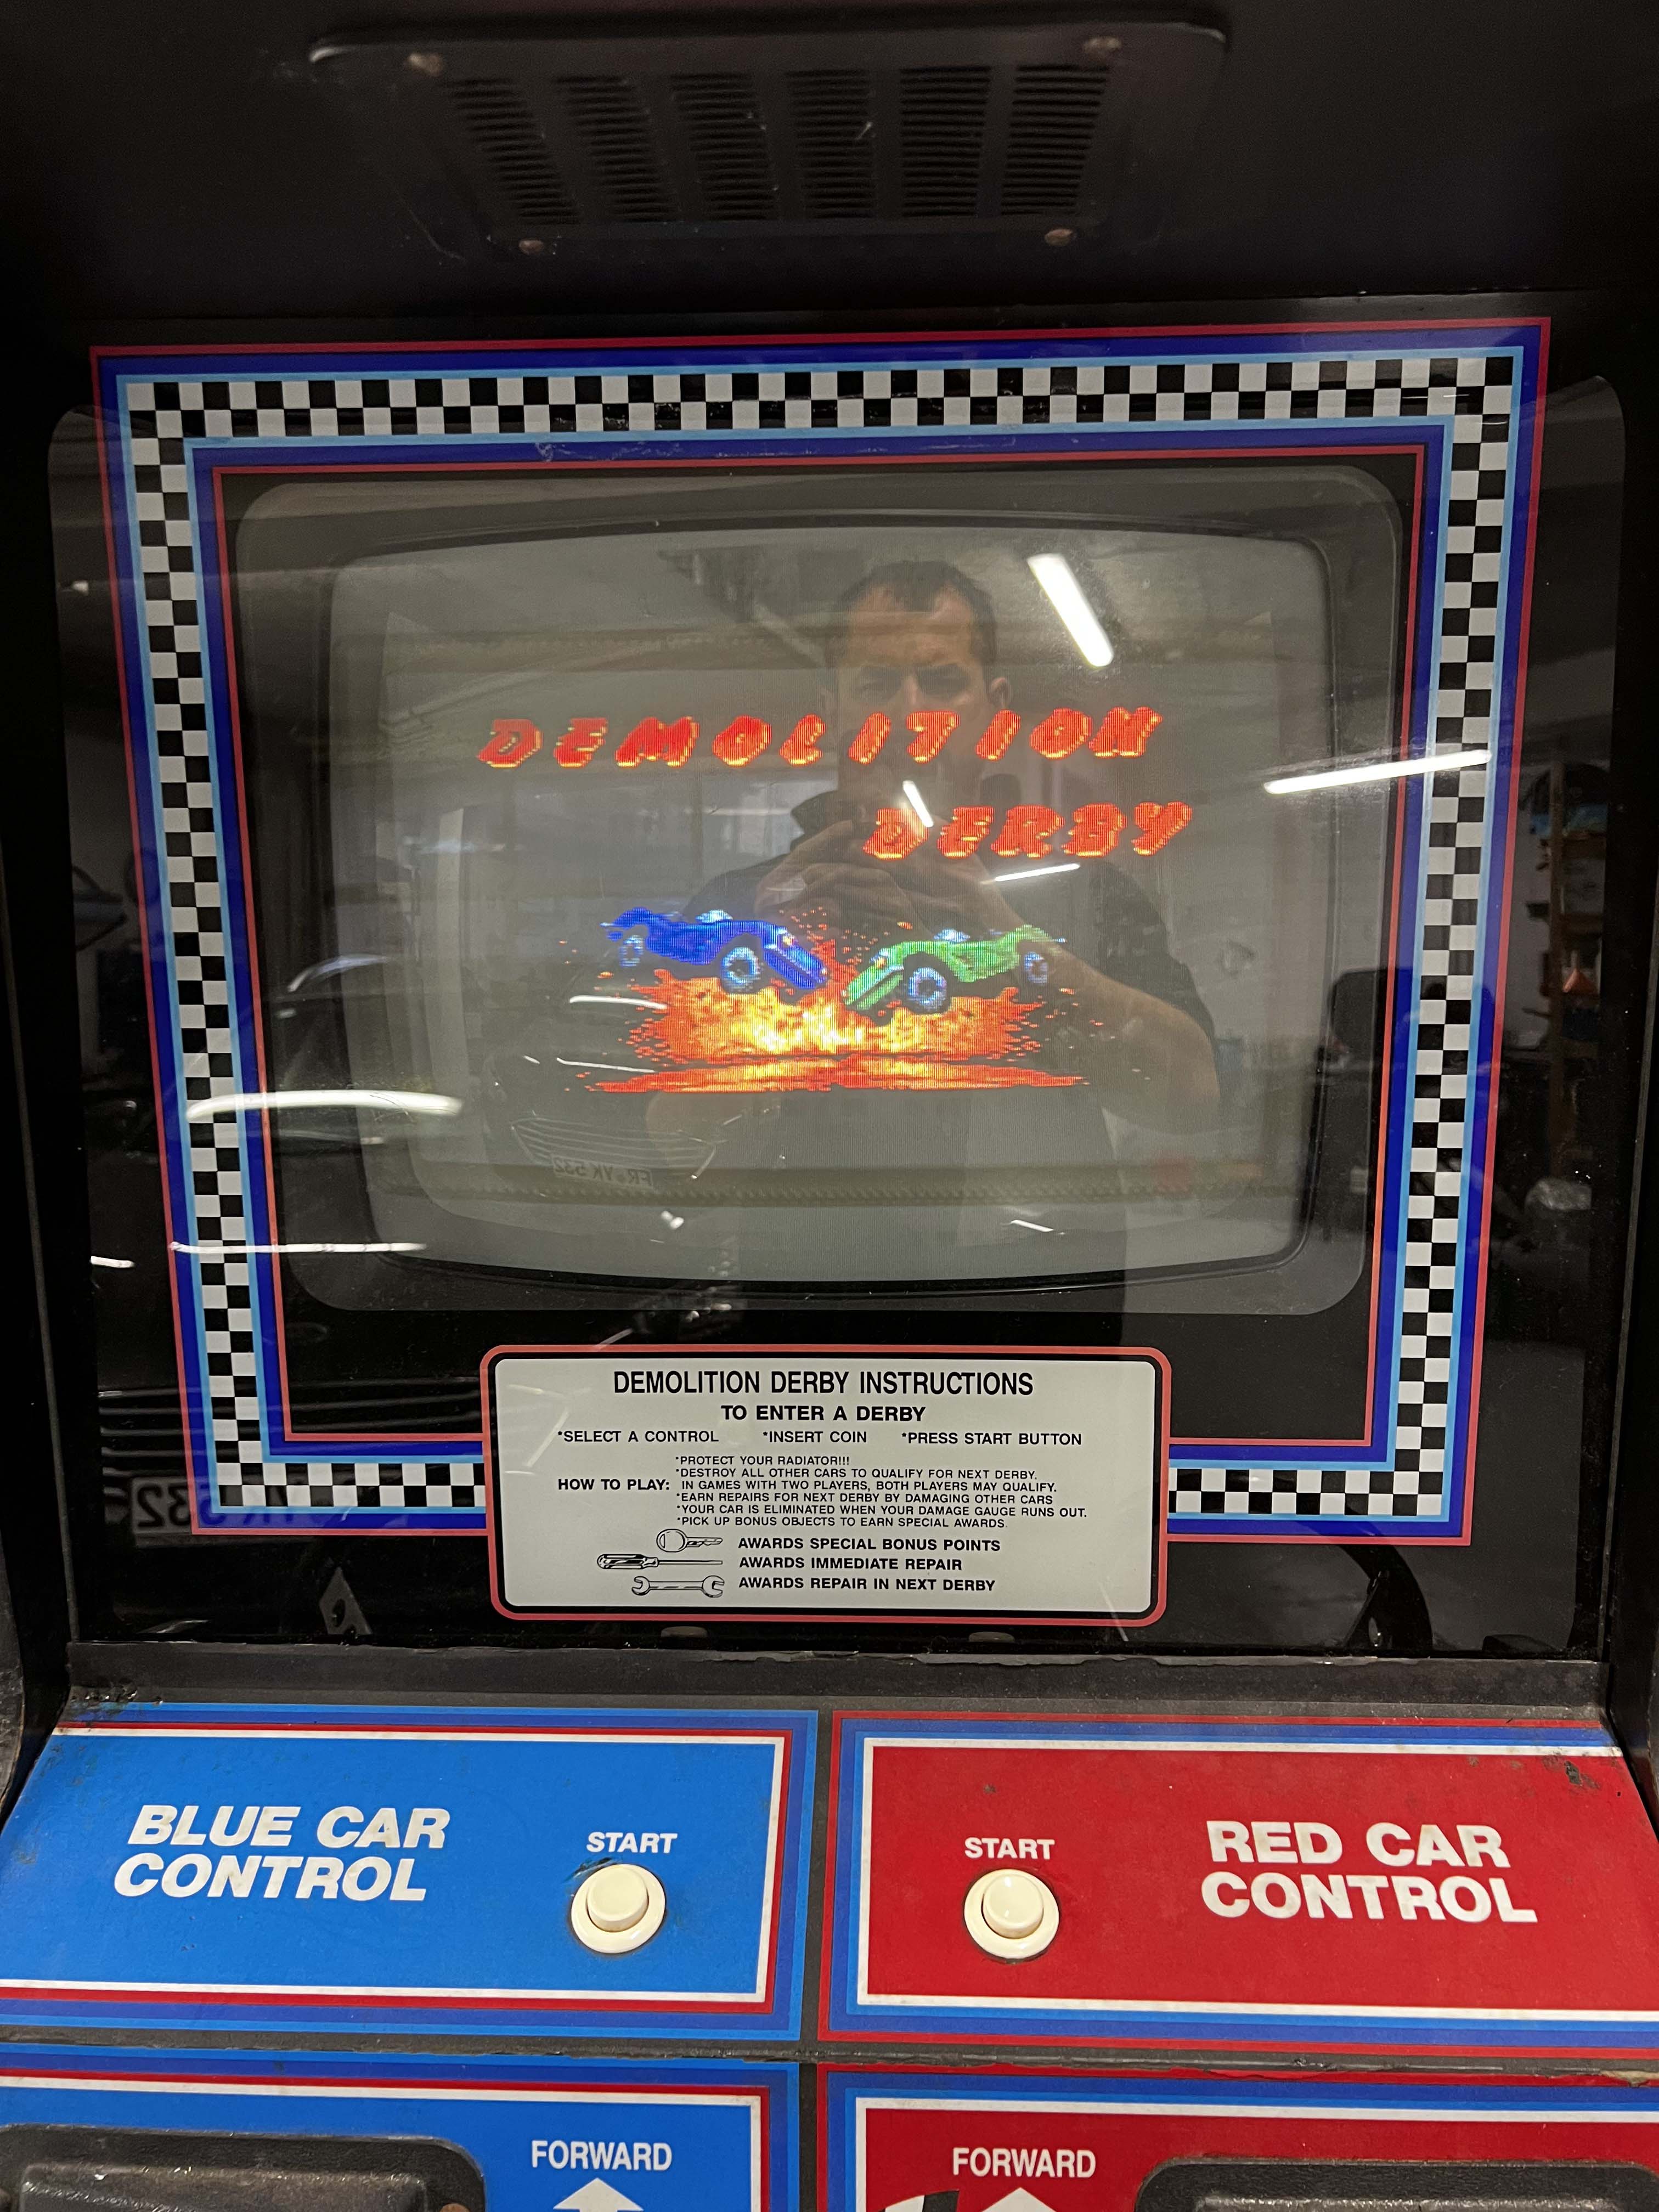 DEMOLITION
DERBY
FR VK 532
DEMOLITION DERBY INSTRUCTIONS
TO ENTER A DERBY
*SELECT A CONTROL *INSERT COIN *PRESS START BUTTON
*PROTECT YOUR RADIATOR!!!
*DESTROY ALL OTHER CARS TO QUALIFY FOR NEXT DERBY.
HOW TO PLAY: IN GAMES WITH TWO PLAYERS, BOTH PLAYERS MAY QUALIFY.
*EARN REPAIRS FOR NEXT DERBY BY DAMAGING OTHER CARS
*YOUR CAR IS ELIMINATED WHEN YOUR DAMAGE GAUGE RUNS OUT.
*PICK UP BONUS OBJECTS TO EARN SPECIAL AWARDS.
AWARDS SPECIAL BONUS POINTS
AWARDS IMMEDIATE REPAIR
AWARDS REPAIR IN NEXT DERBY
BLUE CAR
CONTROL
START
START
RED CAR
CONTROL
FORWARD
FORWARD